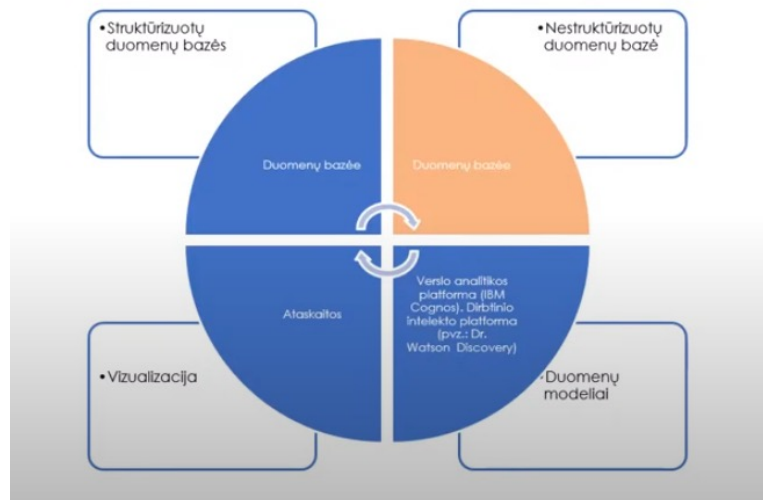 •Struktūrizuotų
duomenų bazės
•Nestruktūrizuotų
duomenų bazė
Duomenų bazėe
Duomenų bazėe
Ataskaitos
Verslo analitikos
platforma (IBM
Cognos). Dirbtinio
intelekto platforma
(pvz.: Dr.
Watson Discovery)
•Vizualizacija
•Duomenų
modeliai